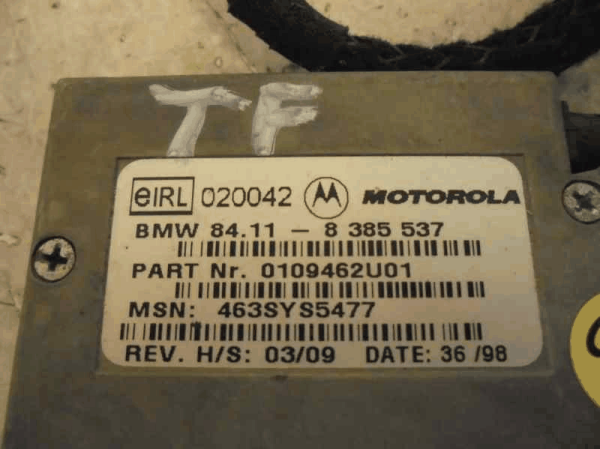 TF
eIRL 020042 MOTOROLA
BMW 84.11 - 8 385 537
PART Nr. 0109462U01
MSN: 463SYS5477
REV. H/S: 03/09 DATE: 36 /98